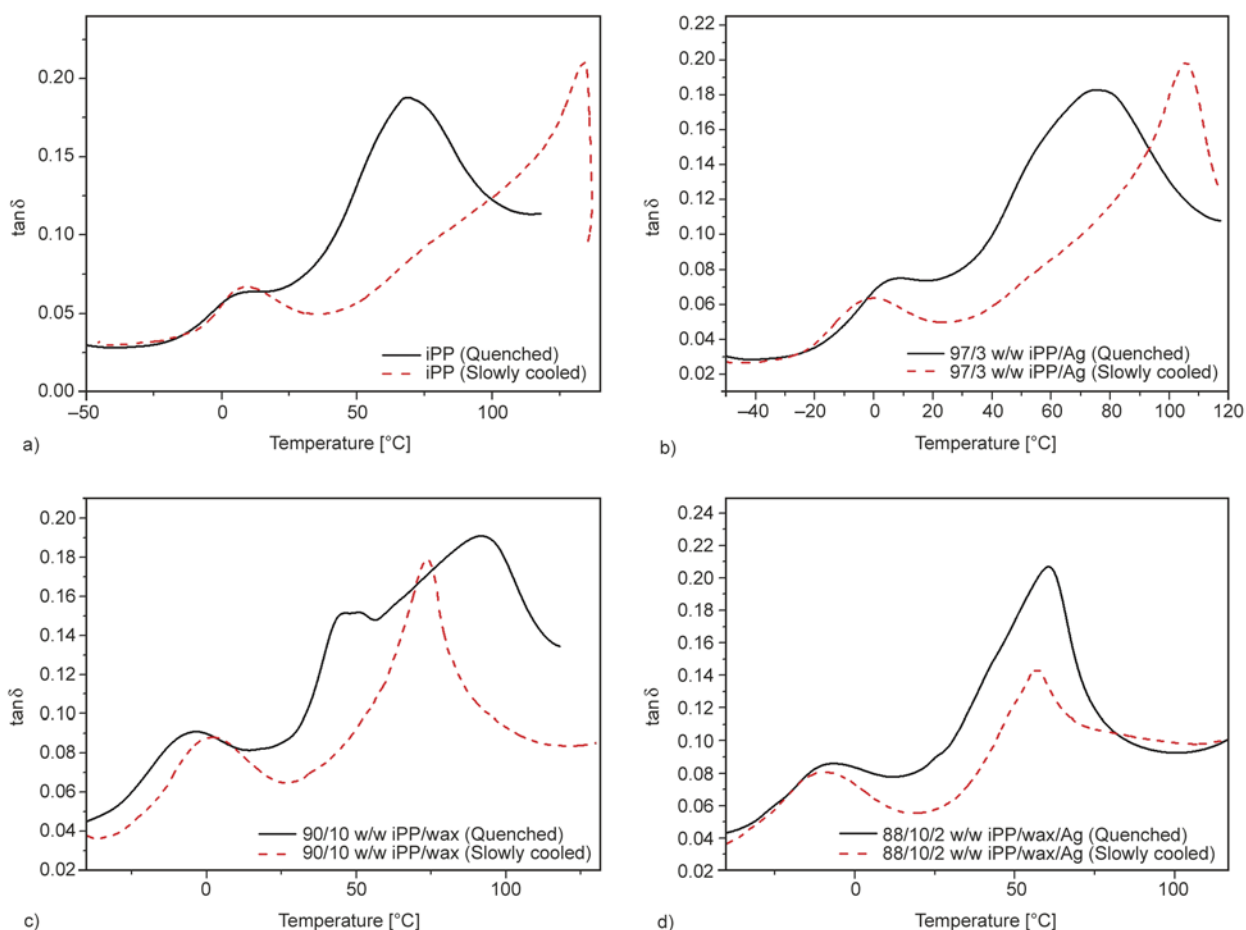 0.20
0.15
0.10
0.05
0.00
tanδ
iPP (Quenched)
iPP (Slowly cooled)
–50 0 50 100
a) Temperature [°C]
0.22
0.20
0.18
0.16
0.14
0.12
0.10
0.08
0.06
0.04
0.02
tanδ
97/3 w/w iPP/Ag (Quenched)
97/3 w/w iPP/Ag (Slowly cooled)
–40 –20 0 20 40 60 80 100 120
b) Temperature [°C]
0.20
0.18
0.16
0.14
0.12
0.10
0.08
0.06
0.04
0.02
tanδ
90/10 w/w iPP/wax (Quenched)
90/10 w/w iPP/wax (Slowly cooled)
0 50 100
c) Temperature [°C]
0.24
0.22
0.20
0.18
0.16
0.14
0.12
0.10
0.08
0.06
0.04
0.02
tanδ
88/10/2 w/w iPP/wax/Ag (Quenched)
88/10/2 w/w iPP/wax/Ag (Slowly cooled)
0 50 100
d) Temperature [°C]